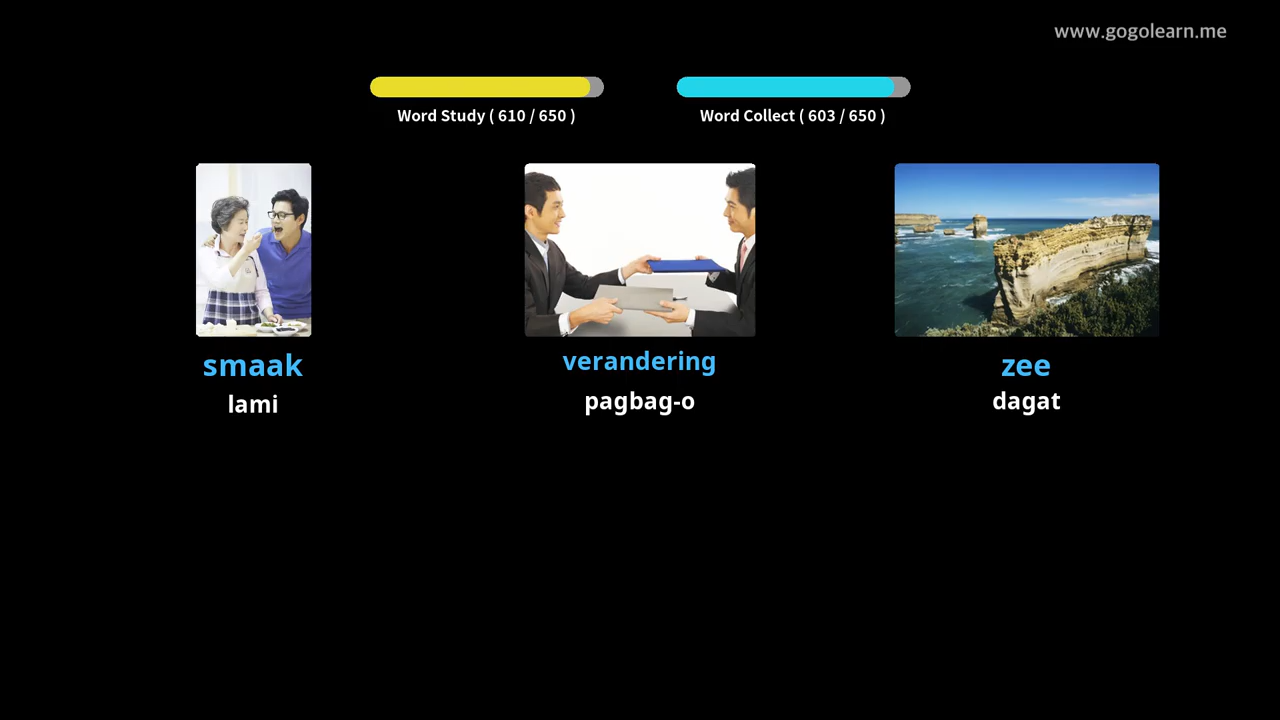 www.gogolearn.me
Word Study ( 610 / 650 )
Word Collect ( 603 / 650 )
smaak
lami
verandering
pagbag-o
zee
dagat